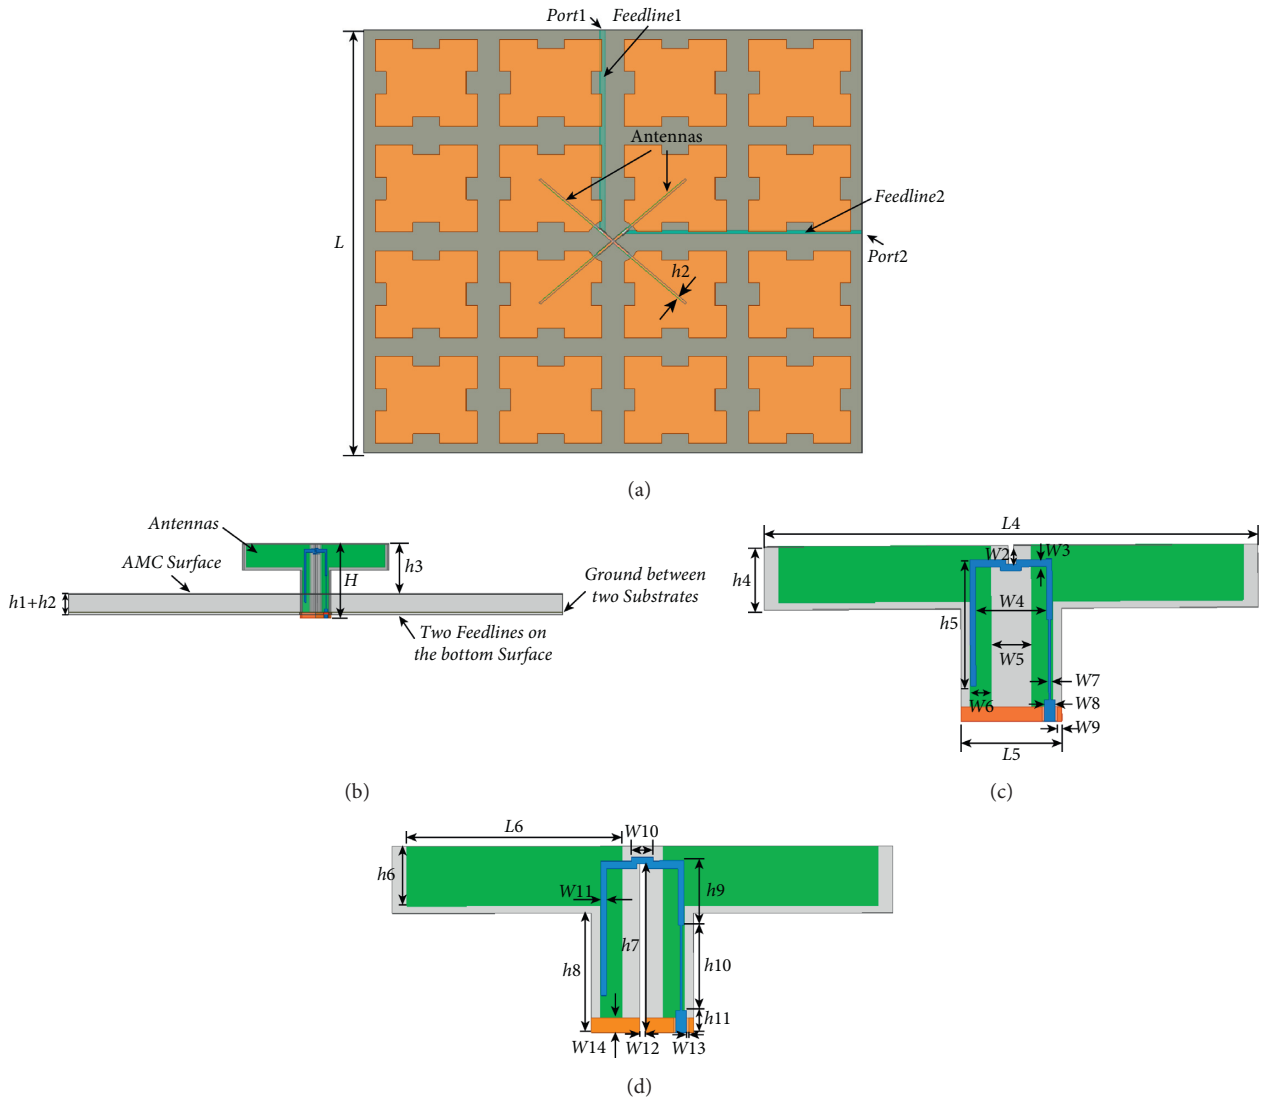 Port1
Feedline1
Antennas
Feedline2
L
Port2
h2
(a)
Antennas
AMC Surface
h3
H
h1+h2
Ground between
two Substrates
Two Feedlines on
the bottom Surface
(b)
L4
W2
W3
h4
W4
h5
W5
W7
W6
W8
W9
L5
(c)
L6
W10
h6
W11
h9
h7
h8
h10
h11
W14
W12
W13
(d)